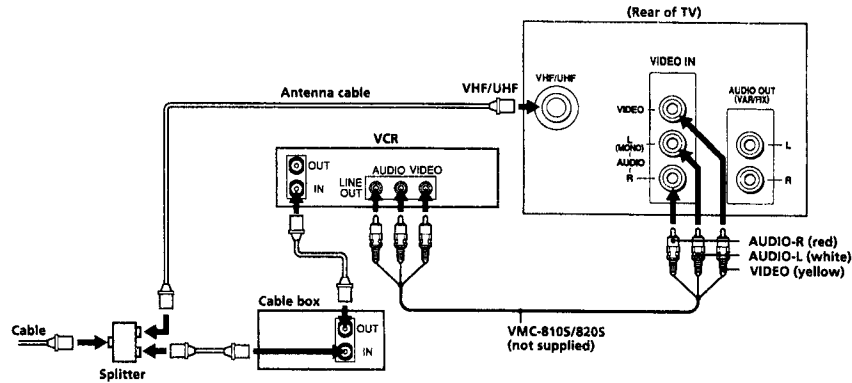 (Rear of TV)
VIDEO IN
VHF/UHF
AUDIO OUT
(VAR/FIX)
Antenna cable
VHF/UHF
VIDEO
L
(MONO)
AUDIO
R
L
R
VCR
OUT
IN
AUDIO VIDEO
LINE
OUT
AUDIO-R (red)
AUDIO-L (white)
VIDEO (yellow)
Cable box
OUT
IN
VMC-810S/820S
(not supplied)
Cable
Splitter